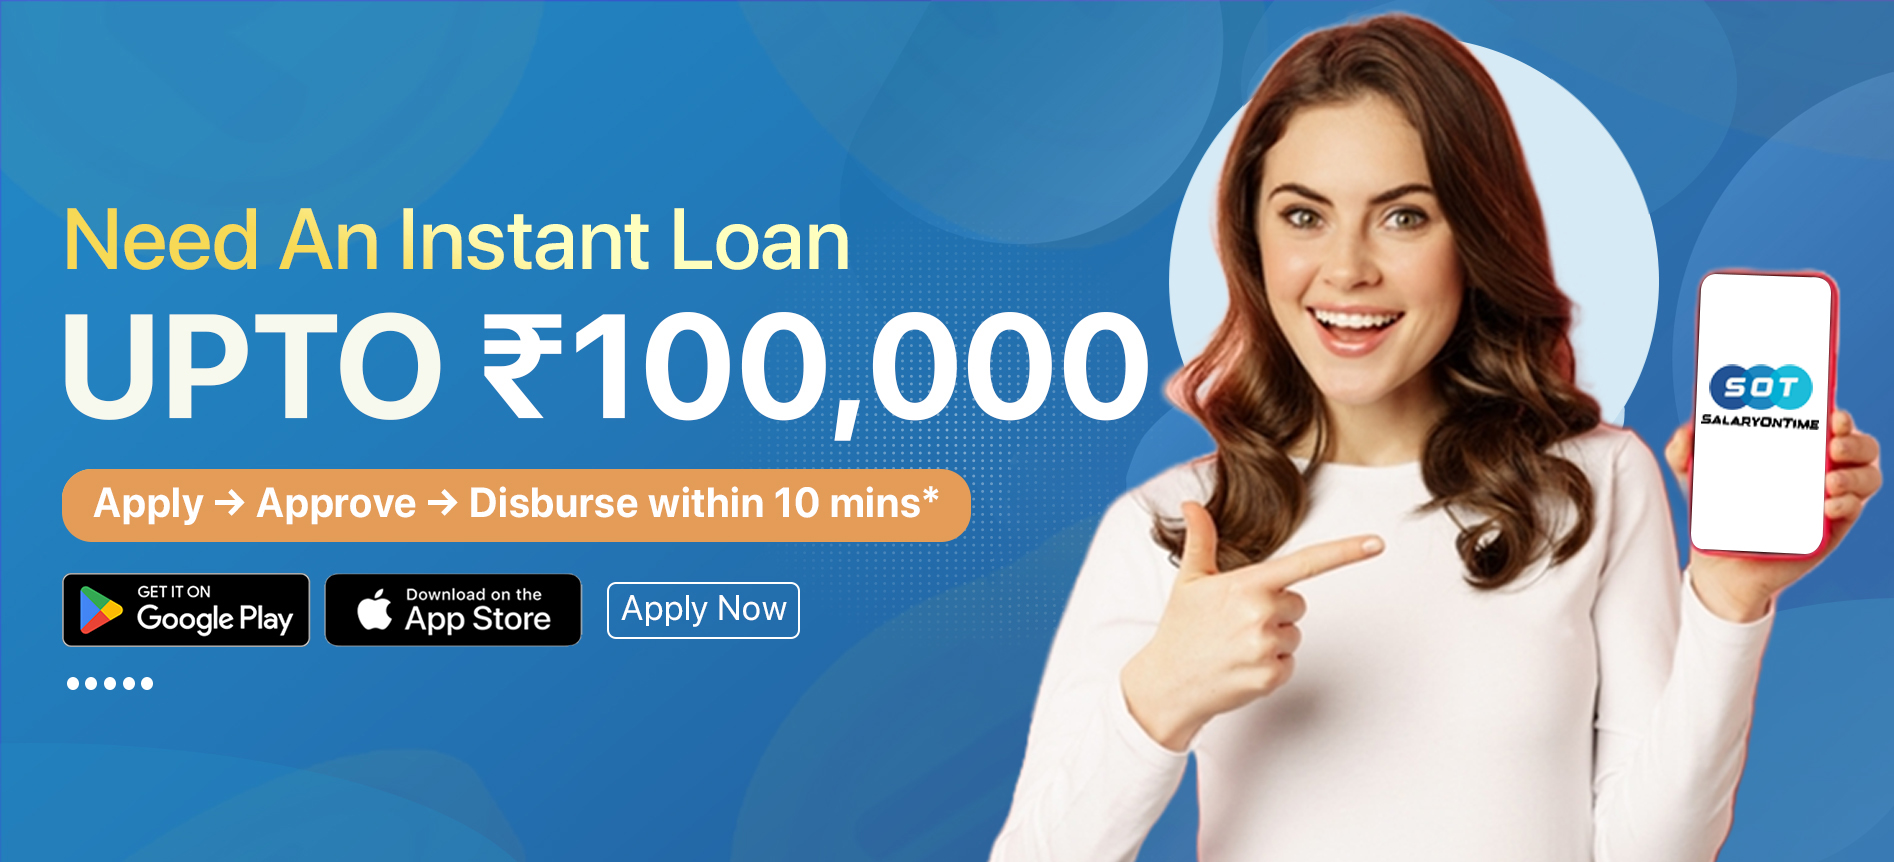 Need An Instant Loan
UPTO ₹100,000
Apply → Approve → Disburse within 10 mins*
GET IT ON
Google Play
Download on the
App Store
Apply Now
SOT
SALARYONTIME